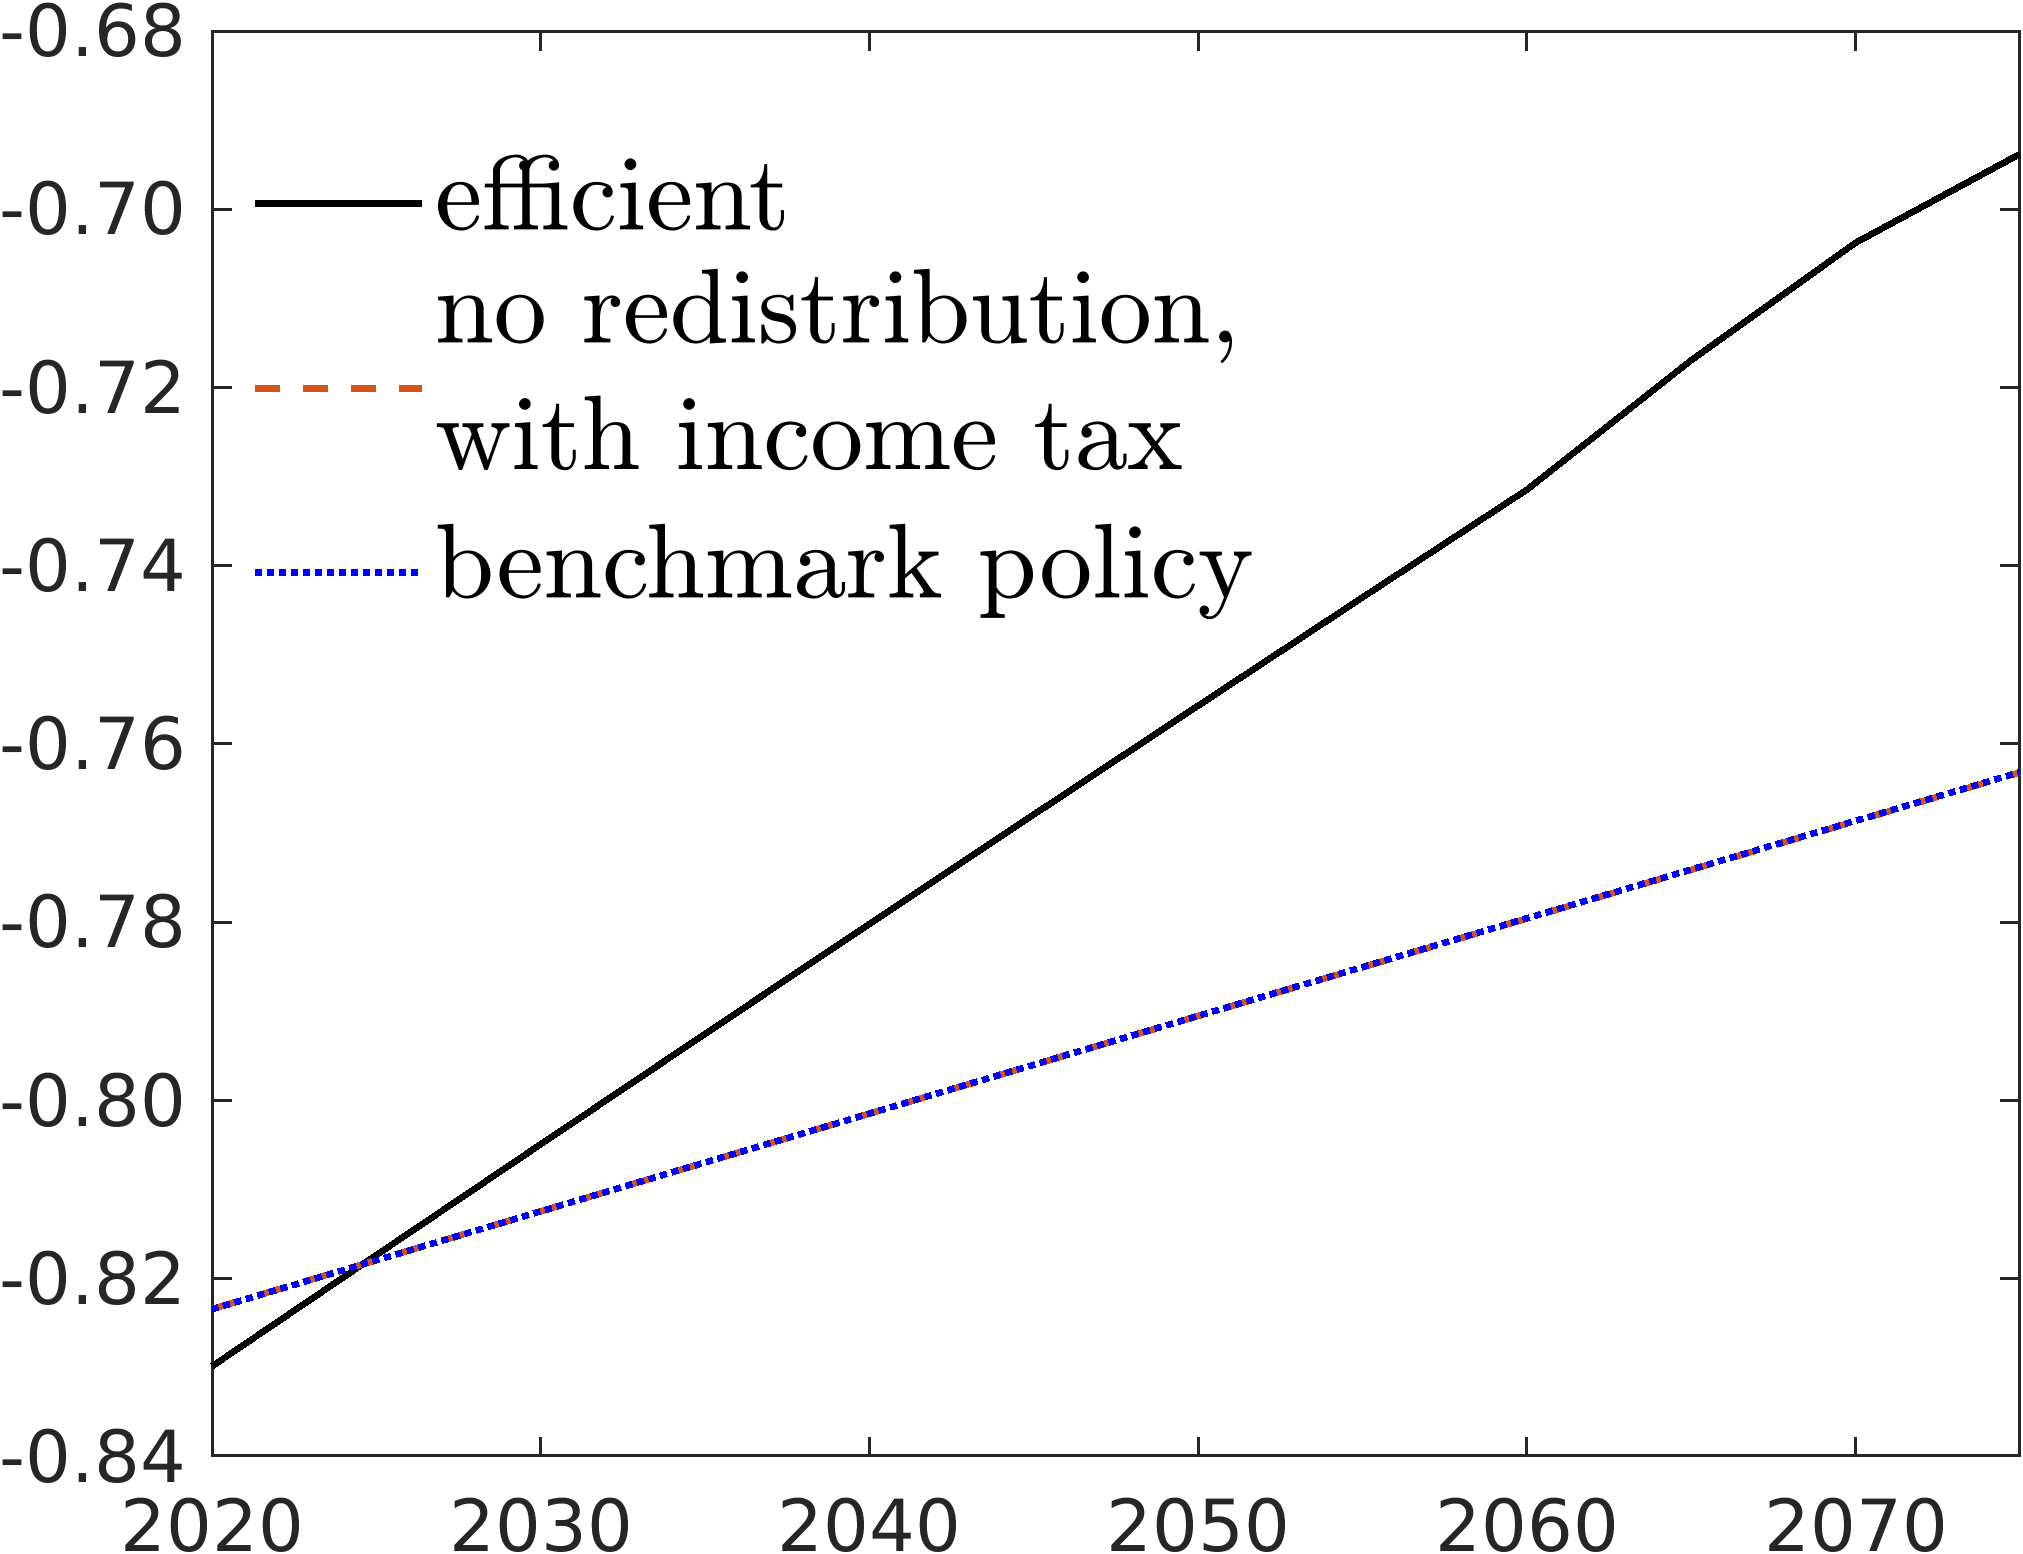 -0.68
-0.70
-0.72
-0.74
-0.76
-0.78
-0.80
-0.82
-0.84
efficient
no redistribution,
with income tax
benchmark policy
2020 2030 2040 2050 2060 2070